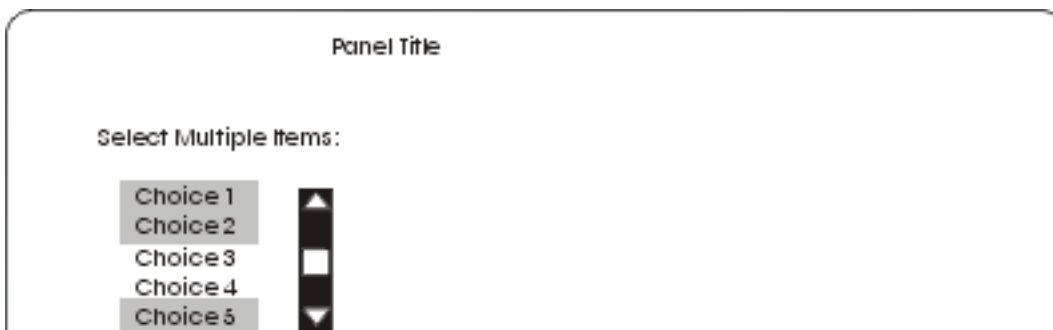 Panel Title
Select Multiple Items:
Choice 1
Choice 2
Choice 3
Choice 4
Choice 5